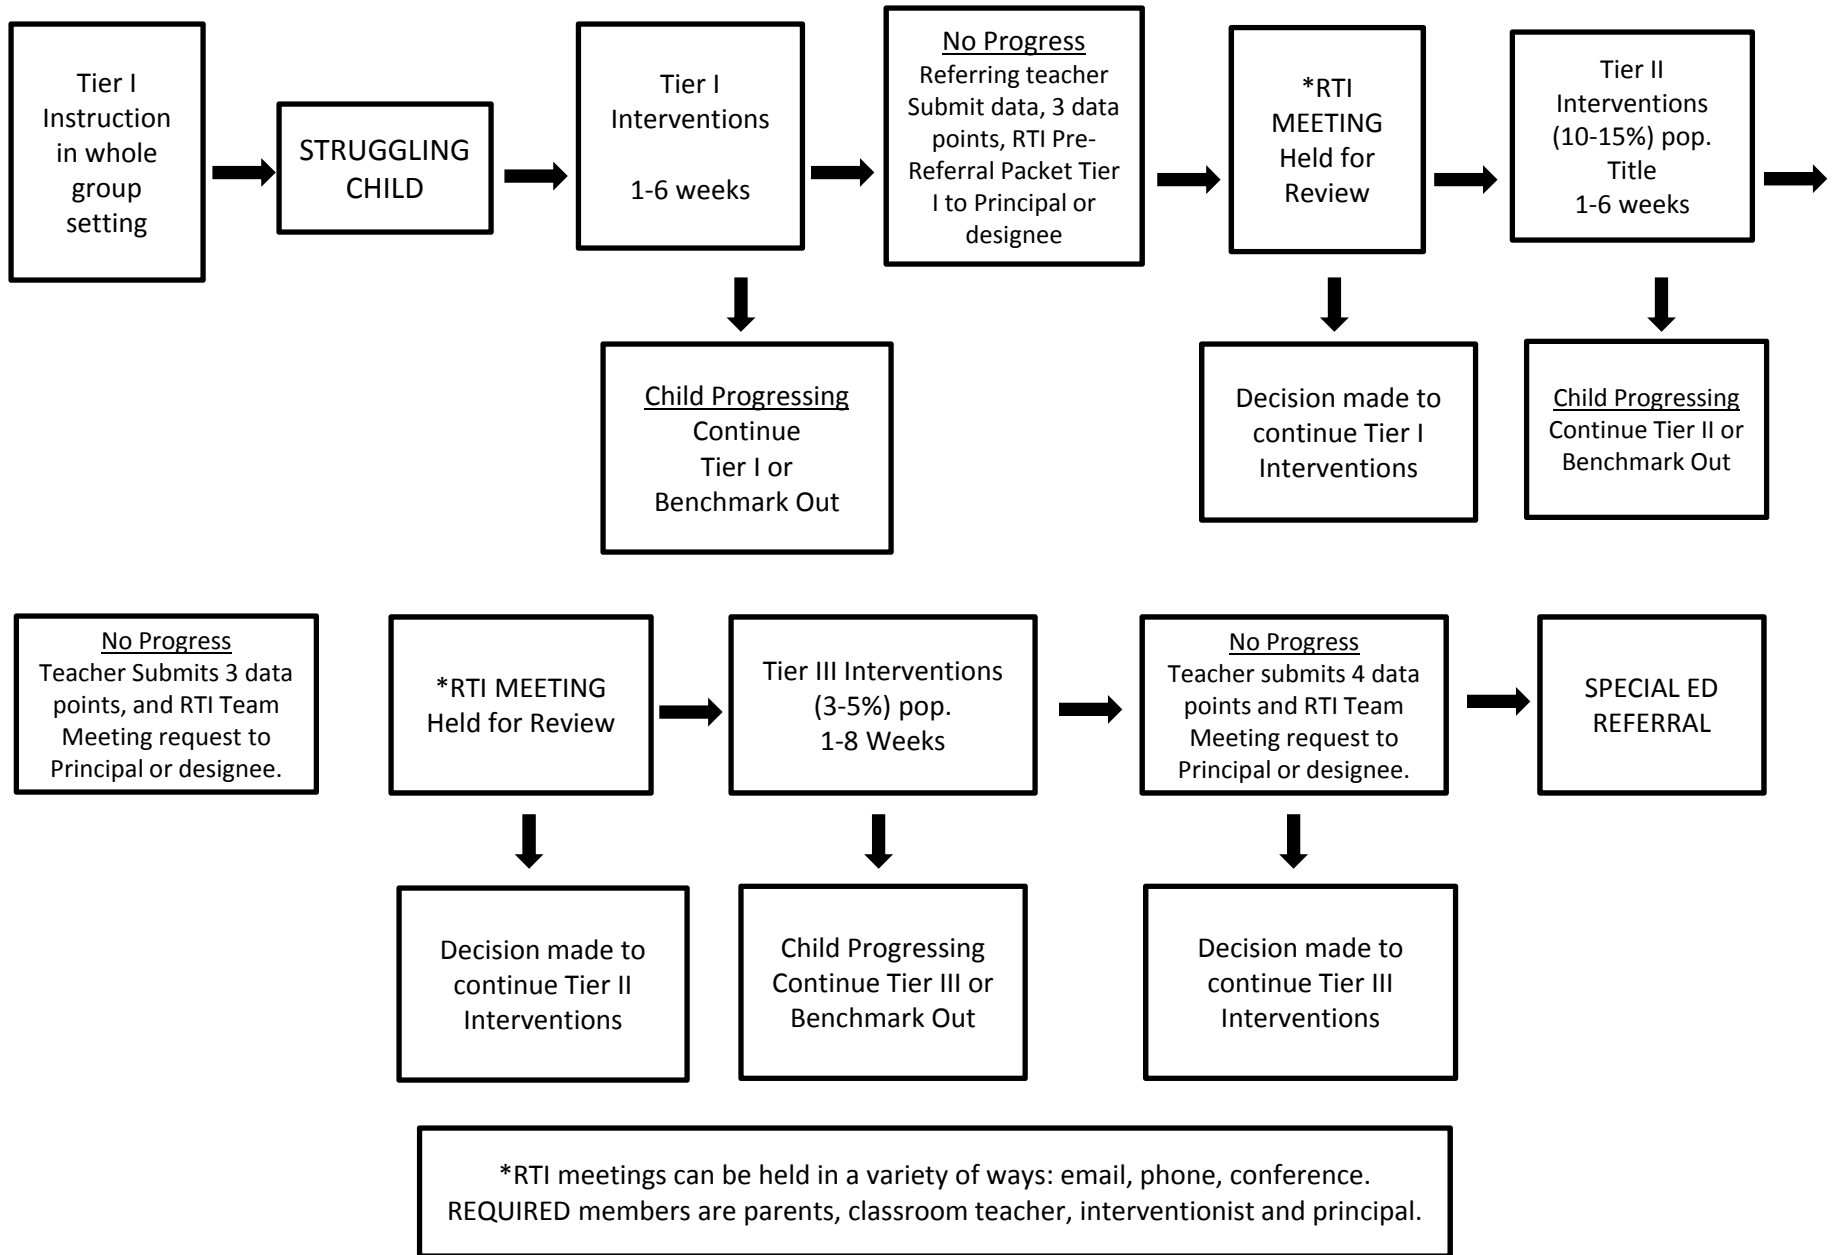 Tier I
Instruction
in whole
group
setting
STRUGGLING
CHILD
Tier I
Interventions
1-6 weeks
No Progress
Referring teacher
Submit data, 3 data
points, RTI Pre-
Referral Packet Tier
I to Principal or
designee
*RTI
MEETING
Held for
Review
Tier II
Interventions
(10-15%) pop.
Title
1-6 weeks
Child Progressing
Continue
Tier I or
Benchmark Out
Decision made to
continue Tier I
Interventions
Child Progressing
Continue Tier II or
Benchmark Out
No Progress
Teacher Submits 3 data
points, and RTI Team
Meeting request to
Principal or designee.
*RTI MEETING
Held for Review
Tier III Interventions
(3-5%) pop.
1-8 Weeks
No Progress
Teacher submits 4 data
points and RTI Team
Meeting request to
Principal or designee.
SPECIAL ED
REFERRAL
Decision made to
continue Tier II
Interventions
Child Progressing
Continue Tier III or
Benchmark Out
Decision made to
continue Tier III
Interventions
*RTI meetings can be held in a variety of ways: email, phone, conference.
REQUIRED members are parents, classroom teacher, interventionist and principal.